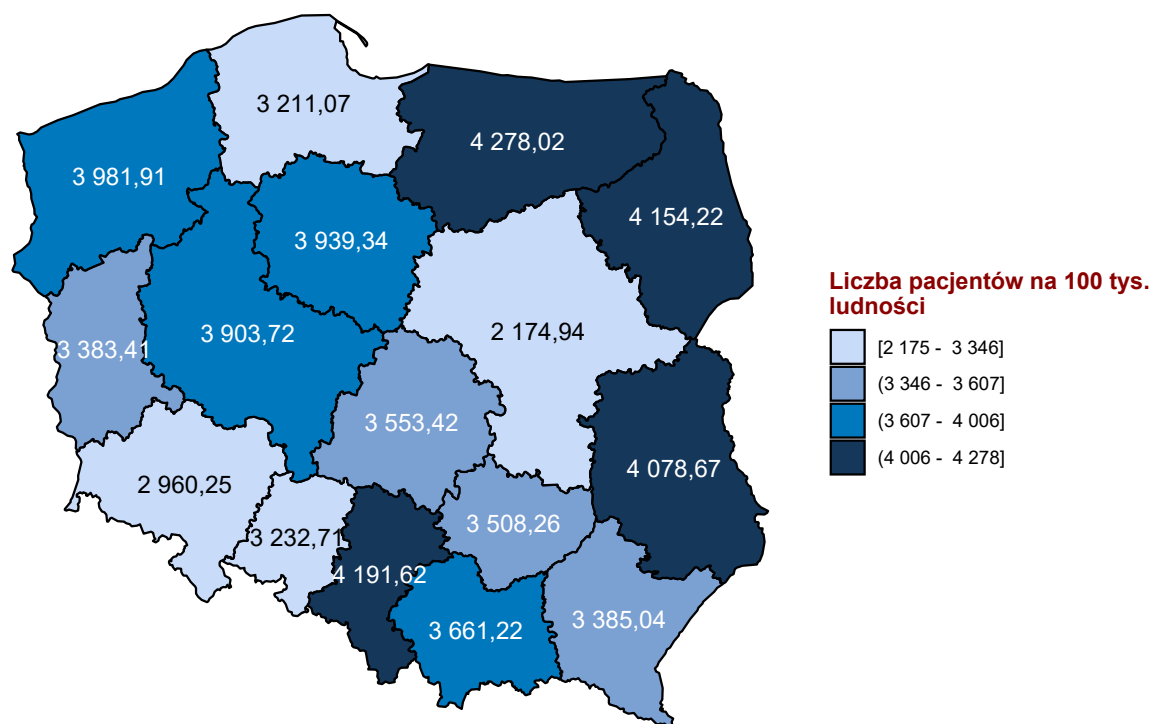 3 211,07
4 278,02
3 981,91
4 154,22
3 939,34
3 903,72
2 174,94
3 383,41
3 553,42
4 078,67
2 960,25
3 508,26
3 232,71
4 191,62
3 661,22
3 385,04
Liczba pacjentów na 100 tys.
ludności
[2 175 - 3 346]
(3 346 - 3 607]
(3 607 - 4 006]
(4 006 - 4 278]